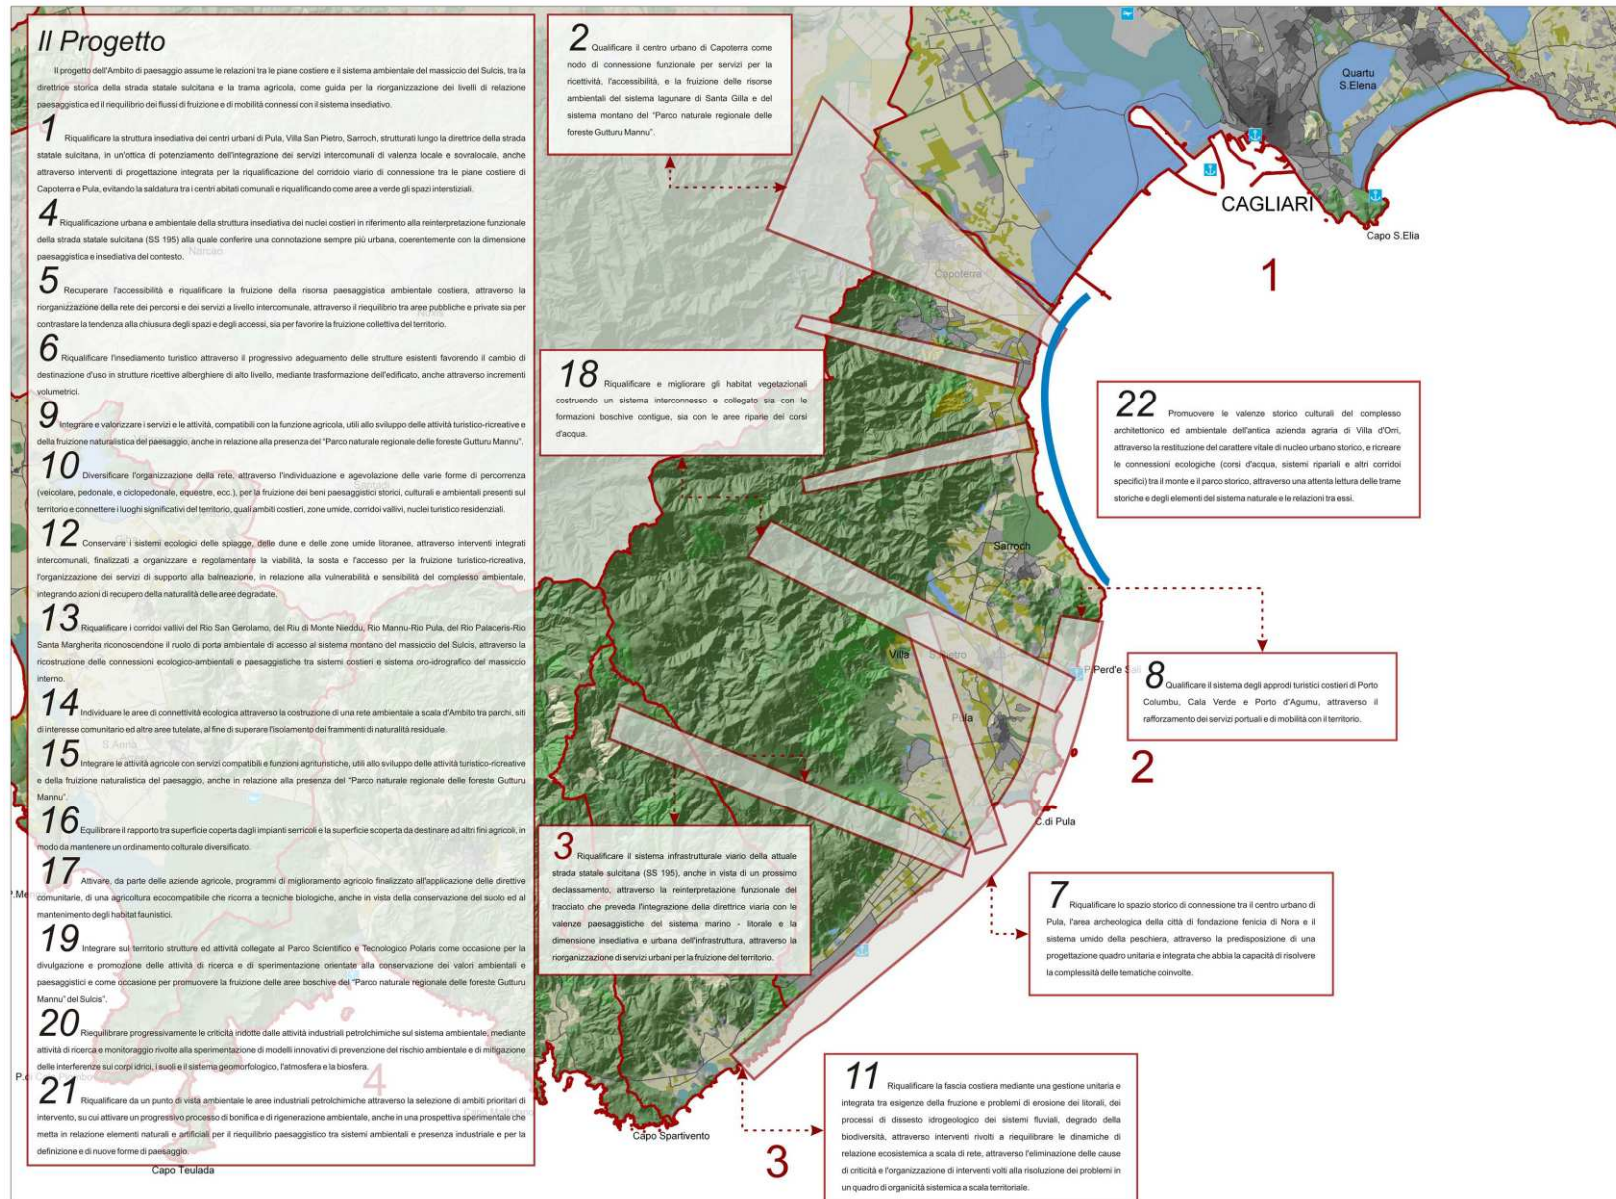 Il Progetto
Il progetto dell'Ambito di paesaggio assume le relazioni tra le piane costiere e il sistema ambientale del massiccio del Sulcis, tra la
direttrice storica della strada statale sulcitana e la trama agricola, come guida per la riorganizzazione dei livelli di relazione
paesaggistica ed il riequilibrio dei flussi di fruizione e di mobilità connessi con il sistema insediativo.
1 Riqualificare la struttura insediativa dei centri urbani di Pula, Villa San Pietro, Sarroch, strutturati lungo la direttrice della strada
statale sulcitana, in un'ottica di potenziamento dell'integrazione dei servizi intercomunali di valenza locale e sovralocale, anche
attraverso interventi di progettazione integrata per la riqualificazione del corridoio viario di connessione tra le piane costiere di
Capoterra e Pula, evitando la saldatura tra i centri abitati comunali e riqualificando come aree a verde gli spazi interstiziali.
4 Riqualificazione urbana e ambientale della struttura insediativa dei nuclei costieri in riferimento alla reinterpretazione funzionale
della strada statale sulcitana (SS 195) alla quale conferire una connotazione sempre più urbana, coerentemente con la dimensione
paesaggistica e insediativa del contesto.
5 Recuperare l'accessibilità e riqualificare la fruizione della risorsa paesaggistica ambientale costiera, attraverso la
riorganizzazione della rete dei percorsi e dei servizi a livello intercomunale, attraverso il riequilibrio tra aree pubbliche e private sia per
contrastare la tendenza alla chiusura degli spazi e degli accessi, sia per favorire la fruizione collettiva del territorio.
6 Riqualificare l'insediamento turistico attraverso il progressivo adeguamento delle strutture esistenti favorendo il cambio di
destinazione d'uso in strutture ricettive alberghiere di alto livello, mediante trasformazione dell'edificato, anche attraverso incrementi
volumetrici.
9 Integrare e valorizzare i servizi e le attività, compatibili con la funzione agricola, utili allo sviluppo delle attività turistico-ricreative e
della fruizione naturalistica del paesaggio, anche in relazione alla presenza del "Parco naturale regionale delle foreste Gutturu Mannu".
10 Diversificare l'organizzazione della rete, attraverso l'individuazione e agevolazione delle varie forme di percorrenza
(veicolare, pedonale, e ciclopedonale, equestre, ecc.), per la fruizione dei beni paesaggistici storici, culturali e ambientali presenti sul
territorio e connettere i luoghi significativi del territorio, quali ambiti costieri, zone umide, corridoi vallivi, nuclei turistico residenziali.
12 Conservare i sistemi ecologici delle spiagge, delle dune e delle zone umide litoranee, attraverso interventi integrati
intercomunali, finalizzati a organizzare e regolamentare la viabilità, la sosta e l'accesso per la fruizione turistico-ricreativa,
l'organizzazione dei servizi di supporto alla balneazione, in relazione alla vulnerabilità e sensibilità del complesso ambientale,
integrando azioni di recupero della naturalità delle aree degradate.
13 Riqualificare i corridoi vallivi del Rio San Gerolamo, del Riu di Monte Nieddu, Rio Mannu-Rio Pula, del Rio Palaceris-Rio
Santa Margherita riconoscendone il ruolo di porta ambientale di accesso al sistema montano del massiccio del Sulcis, attraverso la
ricostruzione delle connessioni ecologico-ambientali e paesaggistiche tra sistemi costieri e sistema oro-idrografico del massiccio
interno.
14 Individuare le aree di connettività ecologica attraverso la costruzione di una rete ambientale a scala d'Ambito tra parchi, siti
di interesse comunitario ed altre aree tutelate, al fine di superare l'isolamento dei frammenti di naturalità residuale.
15 Integrare le attività agricole con servizi compatibili e funzioni agrituristiche, utili allo sviluppo delle attività turistico-ricreative
e della fruizione naturalistica del paesaggio, anche in relazione alla presenza del "Parco naturale regionale delle foreste Gutturu
Mannu".
16 Equilibrare il rapporto tra superficie coperta dagli impianti serricoli e la superficie scoperta da destinare ad altri fini agricoli, in
modo da mantenere un ordinamento colturale diversificato.
17 Attivare, da parte delle aziende agricole, programmi di miglioramento agricolo finalizzato all'applicazione delle direttive
comunitarie, di una agricoltura ecocompatibile che ricorra a tecniche biologiche, anche in vista della conservazione del suolo ed al
mantenimento degli habitat faunistici.
19 Integrare sul territorio strutture ed attività collegate al Parco Scientifico e Tecnologico Polaris come occasione per la
divulgazione e promozione delle attività di ricerca e di sperimentazione orientate alla conservazione dei valori ambientali e
paesaggistici e come occasione per promuovere la fruizione delle aree boschive del "Parco naturale regionale delle foreste Gutturu
Mannu" del Sulcis".
20 Riequilibrare progressivamente le criticità indotte dalle attività industriali petrolchimiche sul sistema ambientale, mediante
attività di ricerca e monitoraggio rivolte alla sperimentazione di modelli innovativi di prevenzione del rischio ambientale e di mitigazione
delle interferenze sui corpi idrici, i suoli e il sistema geomorfologico, l'atmosfera e la biosfera.
21 Riqualificare da un punto di vista ambientale le aree industriali petrolchimiche attraverso la selezione di ambiti prioritari di
intervento, su cui attivare un progressivo processo di bonifica e di rigenerazione ambientale, anche in una prospettiva sperimentale che
metta in relazione elementi naturali e artificiali per il riequilibrio paesaggistico tra sistemi ambientali e presenza industriale e per la
definizione e di nuove forme di paesaggio.
Capo Teulada
4
2 Qualificare il centro urbano di Capoterra come
nodo di connessione funzionale per servizi per la
ricettività, l'accessibilità, e la fruizione delle risorse
ambientali del sistema lagunare di Santa Gilla e del
sistema montano del "Parco naturale regionale delle
foreste Gutturu Mannu".
18 Riqualificare e migliorare gli habitat vegetazionali
costruendo un sistema interconnesso e collegato sia con le
formazioni boschive contigue, sia con le aree riparie dei corsi
d'acqua.
3 Riqualificare il sistema infrastrutturale viario della attuale
strada statale sulcitana (SS 195), anche in vista di un prossimo
declassamento, attraverso la reinterpretazione funzionale del
tracciato che preveda l'integrazione della direttrice viaria con le
valenze paesaggistiche del sistema marino - litorale e la
dimensione insediativa e urbana dell'infrastruttura, attraverso la
riorganizzazione di servizi urbani per la fruizione del territorio.
Quartu
S.Elena
CAGLIARI
Capo S.Elia
1
Capoterra
22 Promuovere le valenze storico culturali del complesso
architettonico ed ambientale dell'antica azienda agraria di Villa d'Orri,
attraverso la restituzione del carattere vitale di nucleo urbano storico, e ricreare
le connessioni ecologiche (corsi d'acqua, sistemi ripariali e altri corridoi
specifici) tra il monte e il parco storico, attraverso una attenta lettura delle trame
storiche e degli elementi del sistema naturale e le relazioni tra essi.
Sarroch
Villa S.Pietro
P.Perd'e Sali
Pula
8 Qualificare il sistema degli approdi turistici costieri di Porto
Columbu, Cala Verde e Porto d'Agumu, attraverso il
rafforzamento dei servizi portuali e di mobilità con il territorio.
2
C.di Pula
7 Riqualificare lo spazio storico di connessione tra il centro urbano di
Pula, l'area archeologica della città di fondazione fenicia di Nora e il
sistema umido della peschiera, attraverso la predisposizione di una
progettazione quadro unitaria e integrata che abbia la capacità di risolvere
la complessità delle tematiche coinvolte.
11 Riqualificare la fascia costiera mediante una gestione unitaria e
integrata tra esigenze della fruzione e problemi di erosione dei litorali, dei
processi di dissesto idrogeologico dei sistemi fluviali, degrado della
biodiversità, attraverso interventi rivolti a riequilibrare le dinamiche di
relazione ecosistemica a scala di rete, attraverso l'eliminazione delle cause
di criticità e l'organizzazione di interventi volti alla risoluzione dei problemi in
un quadro di organicità sistemica a scala territoriale.
Capo Spartivento
3